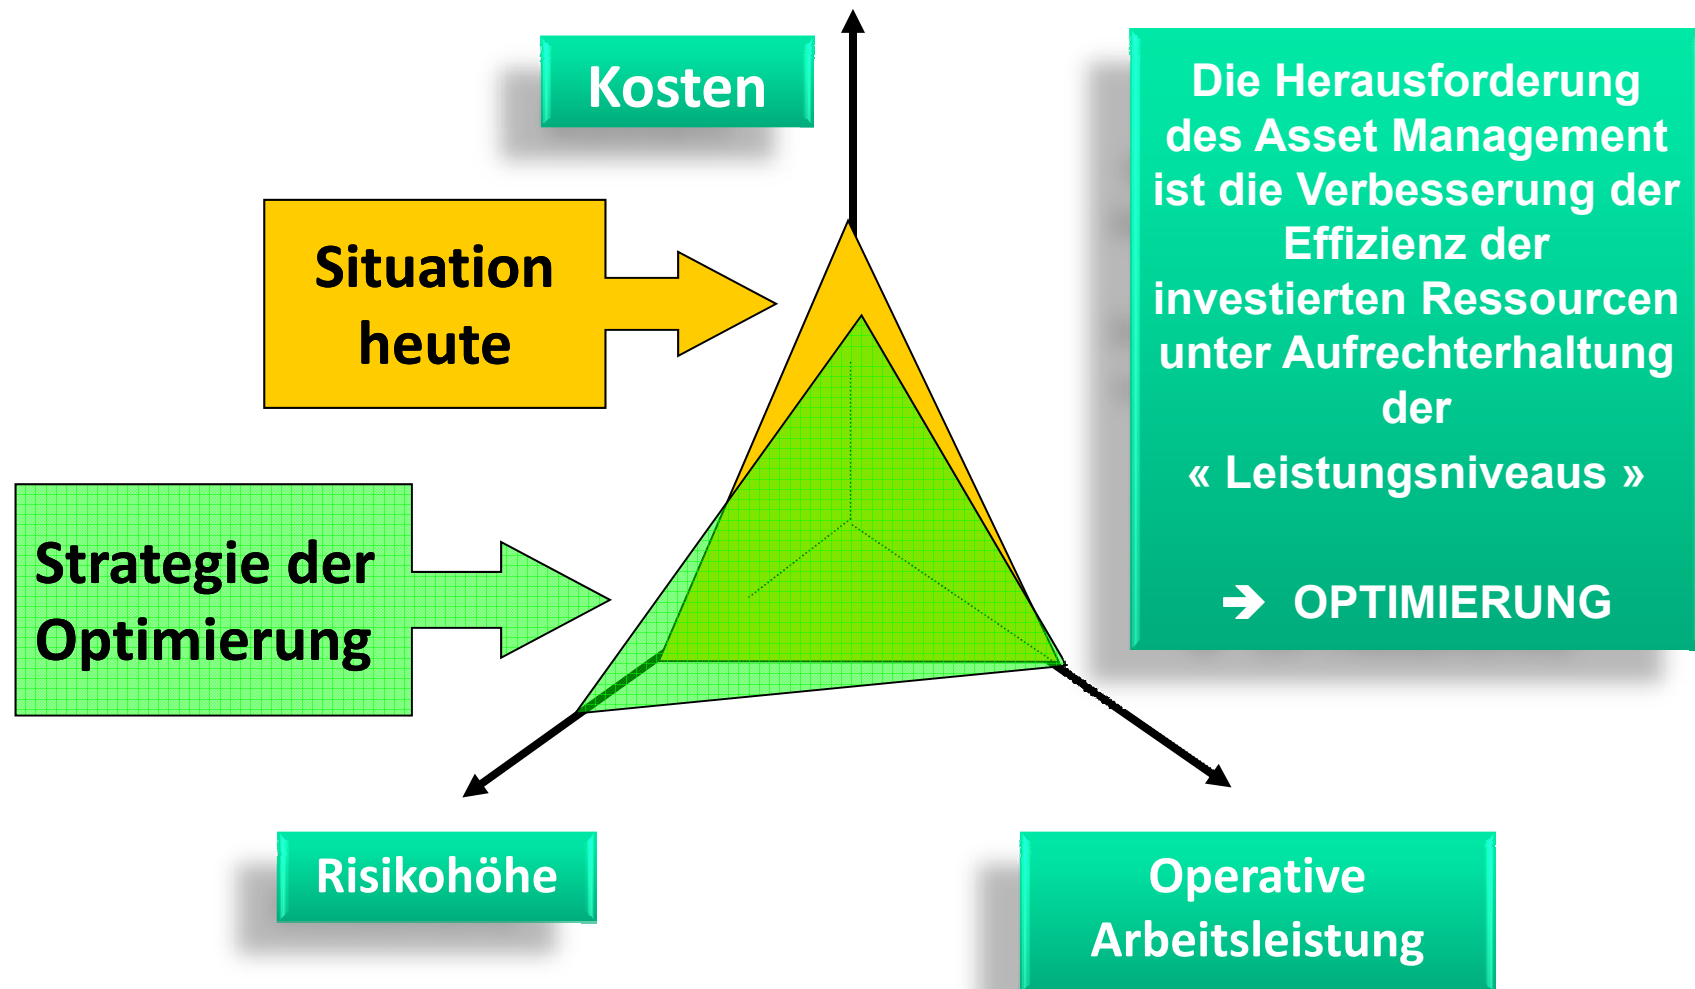 Kosten
Die Herausforderung
des Asset Management
ist die Verbesserung der
Effizienz der
investierten Ressourcen
unter Aufrechterhaltung
der
« Leistungsniveaus »
➔ OPTIMIERUNG
Situation
heute
Strategie der
Optimierung
Risikohöhe
Operative
Arbeitsleistung